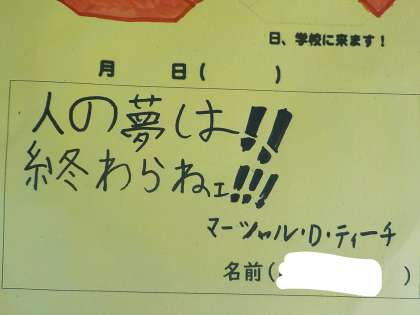 日、学校に来ます！
月　　日（　　　　）
人の夢は!!
終わらねェ!!!
マーシャル・D・ティーチ
名前（　　　　）